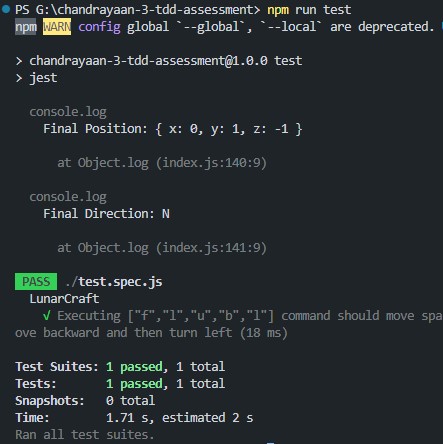 PS G:\chandrayaan-3-tdd-assessment> npm run test
npm WARN config global `--global`, `--local` are deprecated.
> chandrayaan-3-tdd-assessment@1.0.0 test
> jest
console.log
Final Position: { x: 0, y: 1, z: -1 }
at Object.log (index.js:140:9)
console.log
Final Direction: N
at Object.log (index.js:141:9)
PASS ./test.spec.js
LunarCraft
√ Executing ["f","l","u","b","l"] command should move spa
ove backward and then turn left (18 ms)
Test Suites: 1 passed, 1 total
Tests: 1 passed, 1 total
Snapshots: 0 total
Time: 1.71 s, estimated 2 s
Ran all test suites.